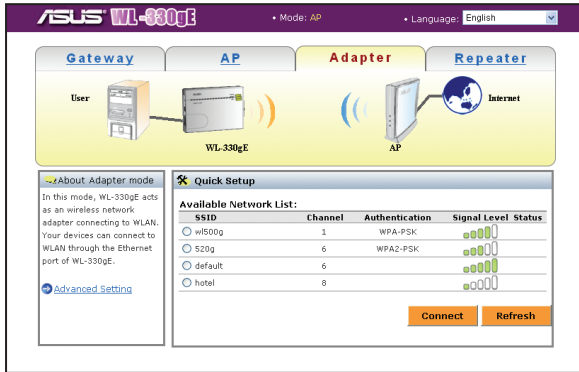 ASUS WL-330gE • Mode: AP • Language: English
Gateway AP Adapter Repeater
User Internet
WL-330gE AP
About Adapter mode
In this mode, WL-330gE acts
as an wireless network
adapter connecting to WLAN.
Your devices can connect to
WLAN through the Ethernet
port of WL-330gE.
Advanced Setting
Quick Setup
Available Network List:
SSID Channel Authentication Signal Level Status
wl500g 1 WPA-PSK
520g 6 WPA2-PSK
default 6
hotel 8
Connect Refresh